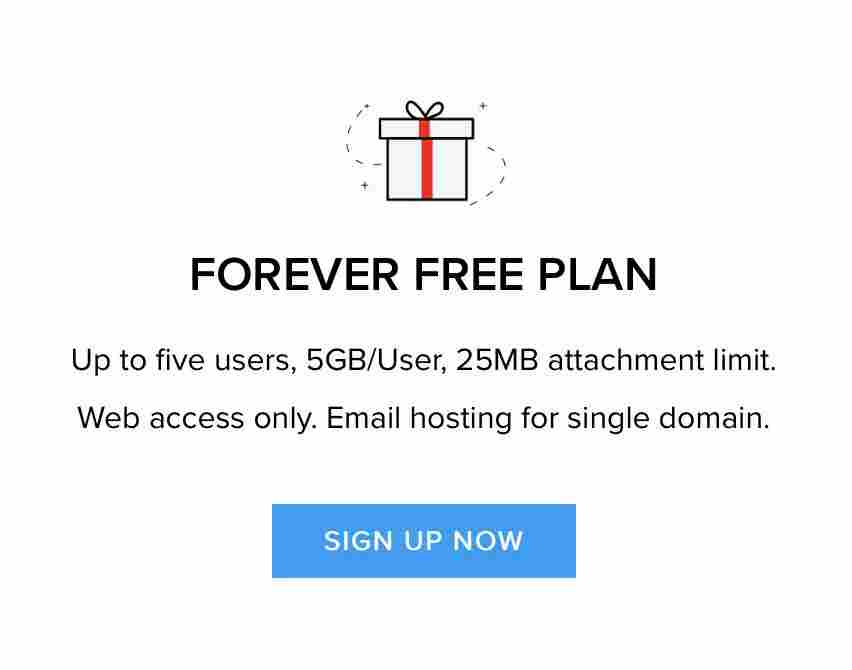 FOREVER FREE PLAN
Up to five users, 5GB/User, 25MB attachment limit.
Web access only. Email hosting for single domain.
SIGN UP NOW